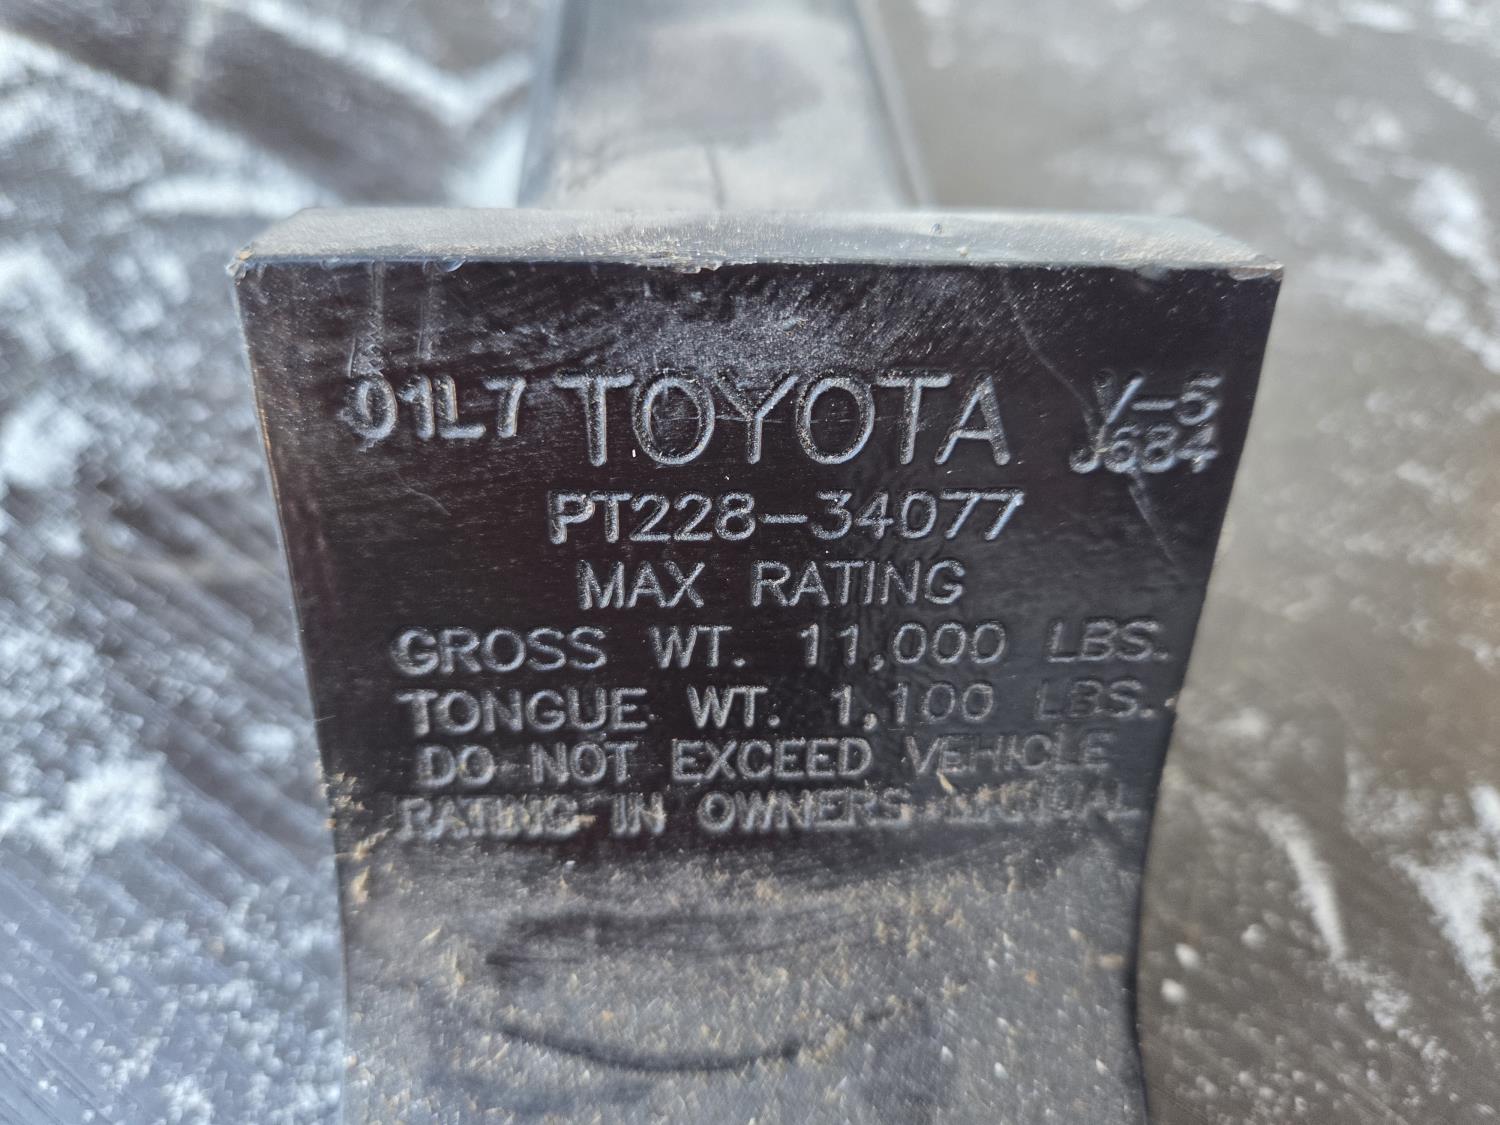 01L7 TOYOTA V-5
J684
PT228-34077
MAX RATING
GROSS WT. 11,000 LBS.
TONGUE WT. 1,100 LBS.
DO NOT EXCEED VEHICLE
RATING IN OWNERS MANUAL